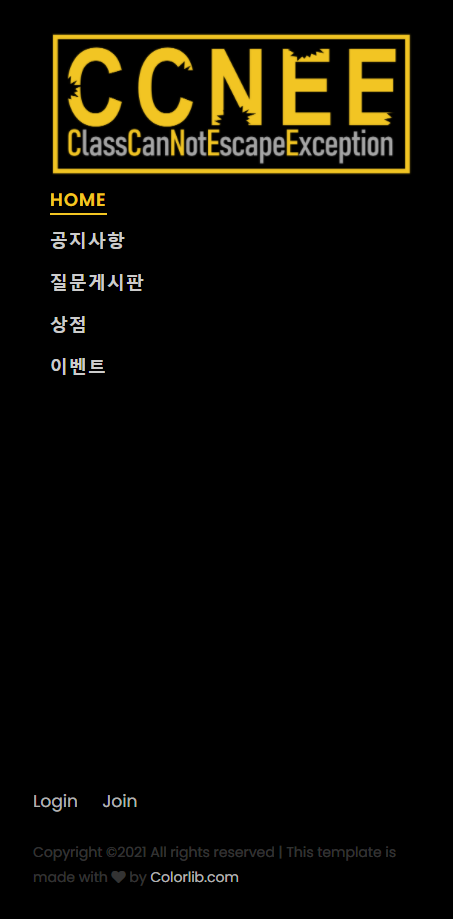 CCNEE
ClassCanNotEscapeException
HOME
공지사항
질문게시판
상점
이벤트
Login Join
Copyright ©2021 All rights reserved | This template is
made with ♥ by Colorlib.com